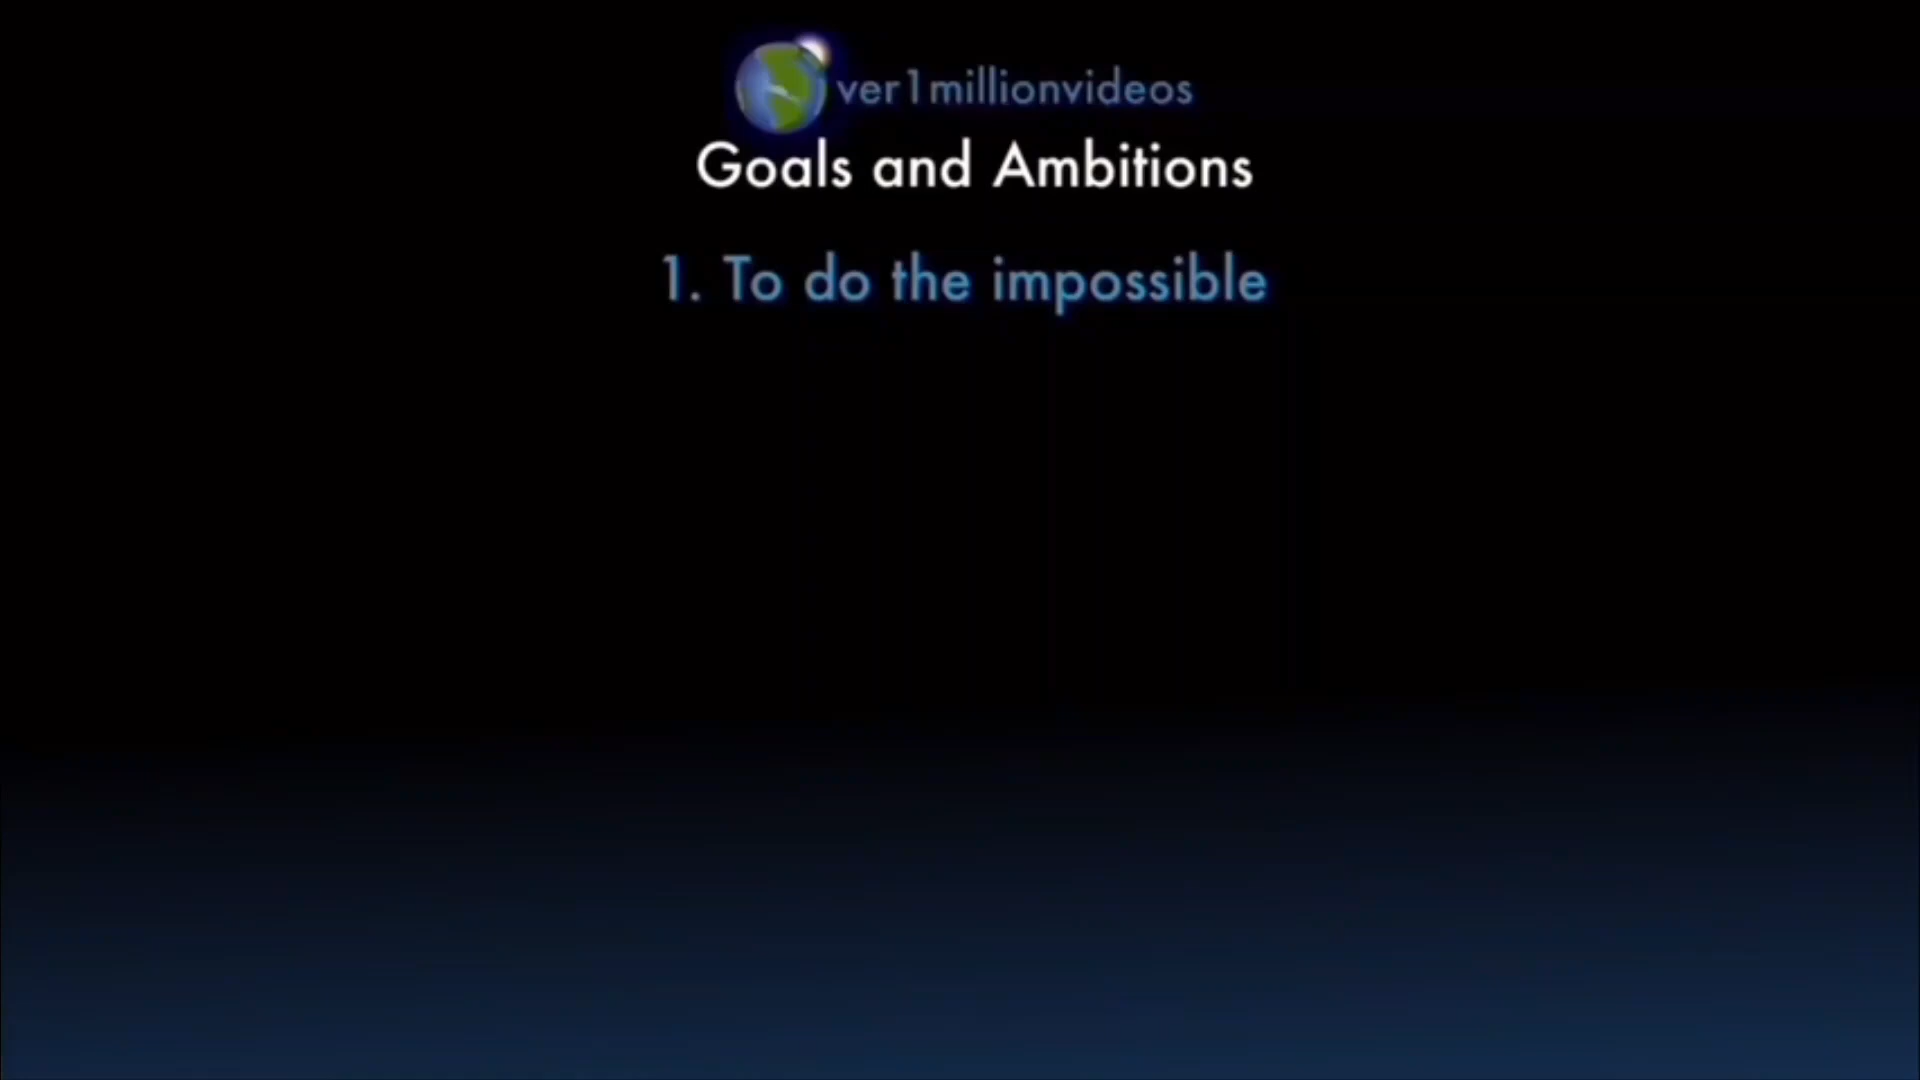 ver1millionvideos
Goals and Ambitions
1. To do the impossible